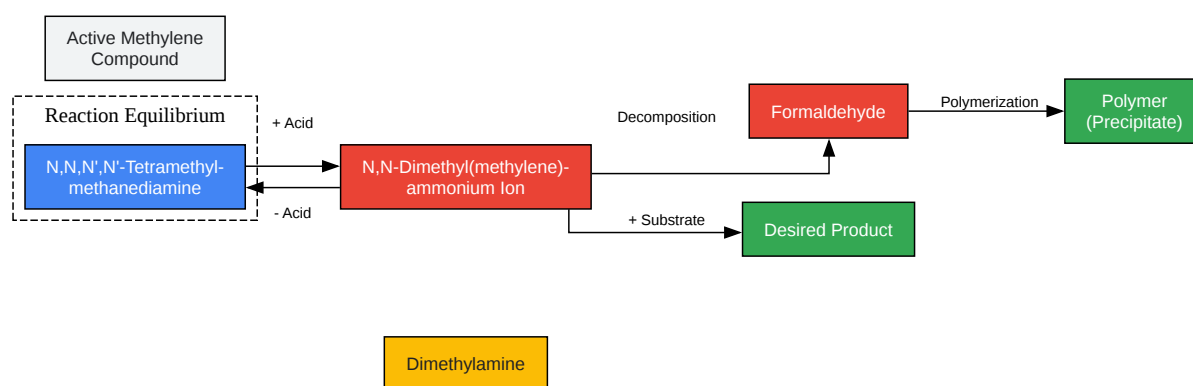 Active Methylene
Compound
Reaction Equilibrium
N,N,N',N'-Tetramethyl-
methanediamine
+ Acid
- Acid
N,N-Dimethyl(methylene)-
ammonium Ion
Decomposition
+ Substrate
Formaldehyde
Desired Product
Polymerization
Polymer
(Precipitate)
Dimethylamine